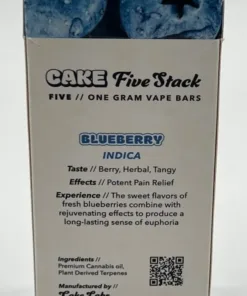 CAKE Five Stack
FIVE // ONE GRAM VAPE BARS
BLUEBERRY
INDICA
Taste // Berry, Herbal, Tangy
Effects // Potent Pain Relief
Experience // The sweet flavors of
fresh blueberries combine with
rejuvenating effects to produce a
long-lasting sense of euphoria
Ingredients //
Premium Cannabis oil,
Plant Derived Terpenes
Manufactured by //
Cake Labs